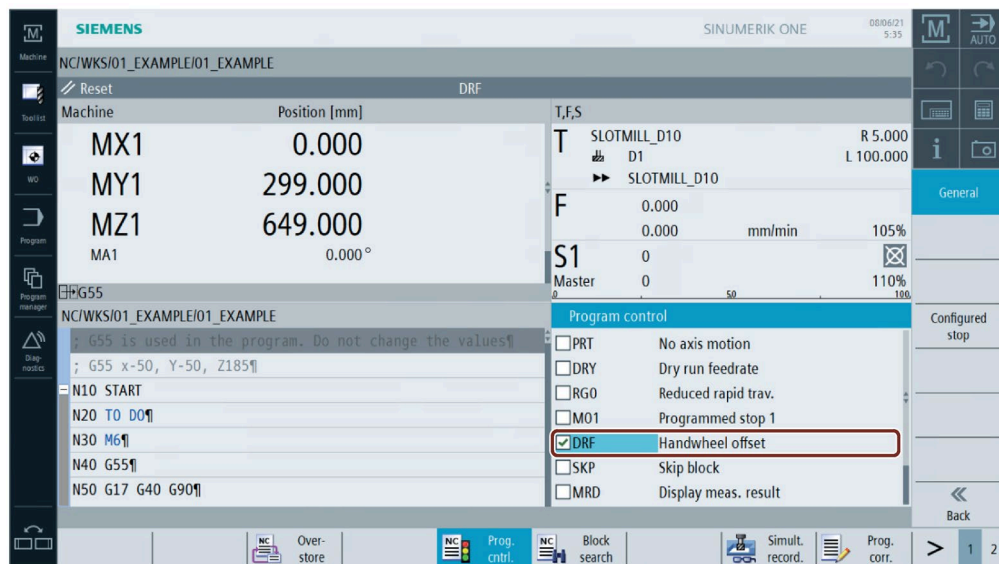 SIEMENS
SINUMERIK ONE
08/06/21
5:35
M
AUTO
M
Machine
NC/WKS/01_EXAMPLE/01_EXAMPLE
Reset
DRF
Tool list
Machine
Position [mm]
T,F,S
MX1
0.000
MY1
299.000
MZ1
649.000
MA1
0.000°
T
SLOTMILL_D10
R 5.000
D1
L 100.000
SLOTMILL_D10
F
0.000
0.000
mm/min
105%
S1
0
Master
0
110%
0
50
100
i
WO
General
Program
Program manager
G55
NC/WKS/01_EXAMPLE/01_EXAMPLE
Program control
Configured
stop
; G55 is used in the program. Do not change the values¶
; G55 x-50, Y-50, Z185¶
N10 START
N20 T0 DO¶
N30 M6¶
N40 G55¶
N50 G17 G40 G90¶
PRT No axis motion
DRY Dry run feedrate
RG0 Reduced rapid trav.
M01 Programmed stop 1
DRF Handwheel offset
SKP Skip block
MRD Display meas. result
Diag-
nostics
Back
NC
Over-
store
NC
Prog.
cntrl.
NC
Block
search
Simult.
record.
Prog.
corr.
1 2